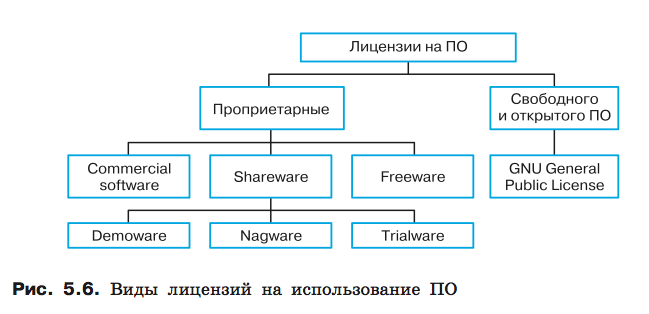 Лицензии на ПО
Проприетарные
Свободного
и открытого ПО
Commercial
software
Shareware
Freeware
GNU General
Public License
Demoware
Nagware
Trialware
Рис. 5.6. Виды лицензий на использование ПО